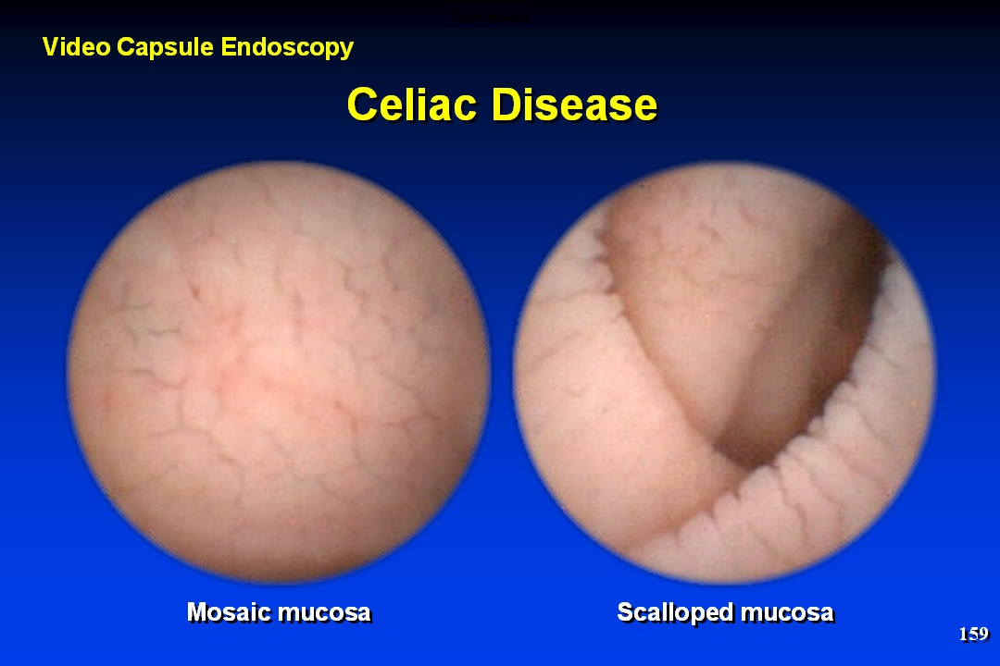 Video Capsule Endoscopy
Celiac Disease
Mosaic mucosa
Scalloped mucosa
159